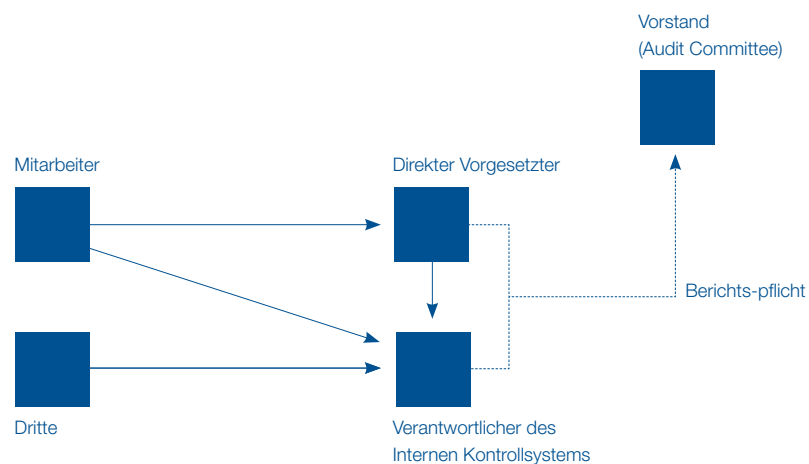 Vorstand
(Audit Committee)
Mitarbeiter
Direkter Vorgesetzter
Berichts-pflicht
Dritte
Verantwortlicher des
Internen Kontrollsystems